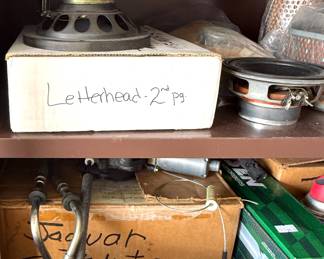 Letterhead - 2nd pg.
Jaguar